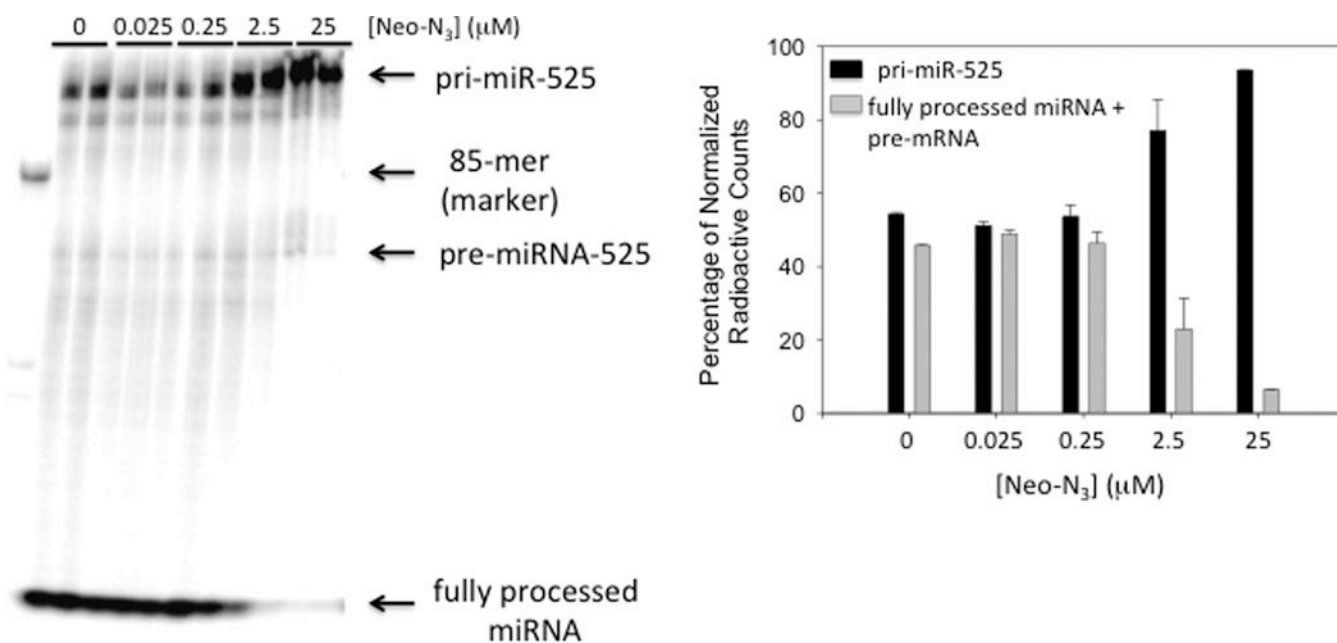 0 0.025 0.25 2.5 25 [Neo-N₃] (μM)
pri-miR-525
85-mer
(marker)
pre-miRNA-525
fully processed
miRNA
100
80
60
40
20
0
Percentage of Normalized
Radioactive Counts
pri-miR-525
fully processed miRNA +
pre-mRNA
0 0.025 0.25 2.5 25
[Neo-N₃] (μM)